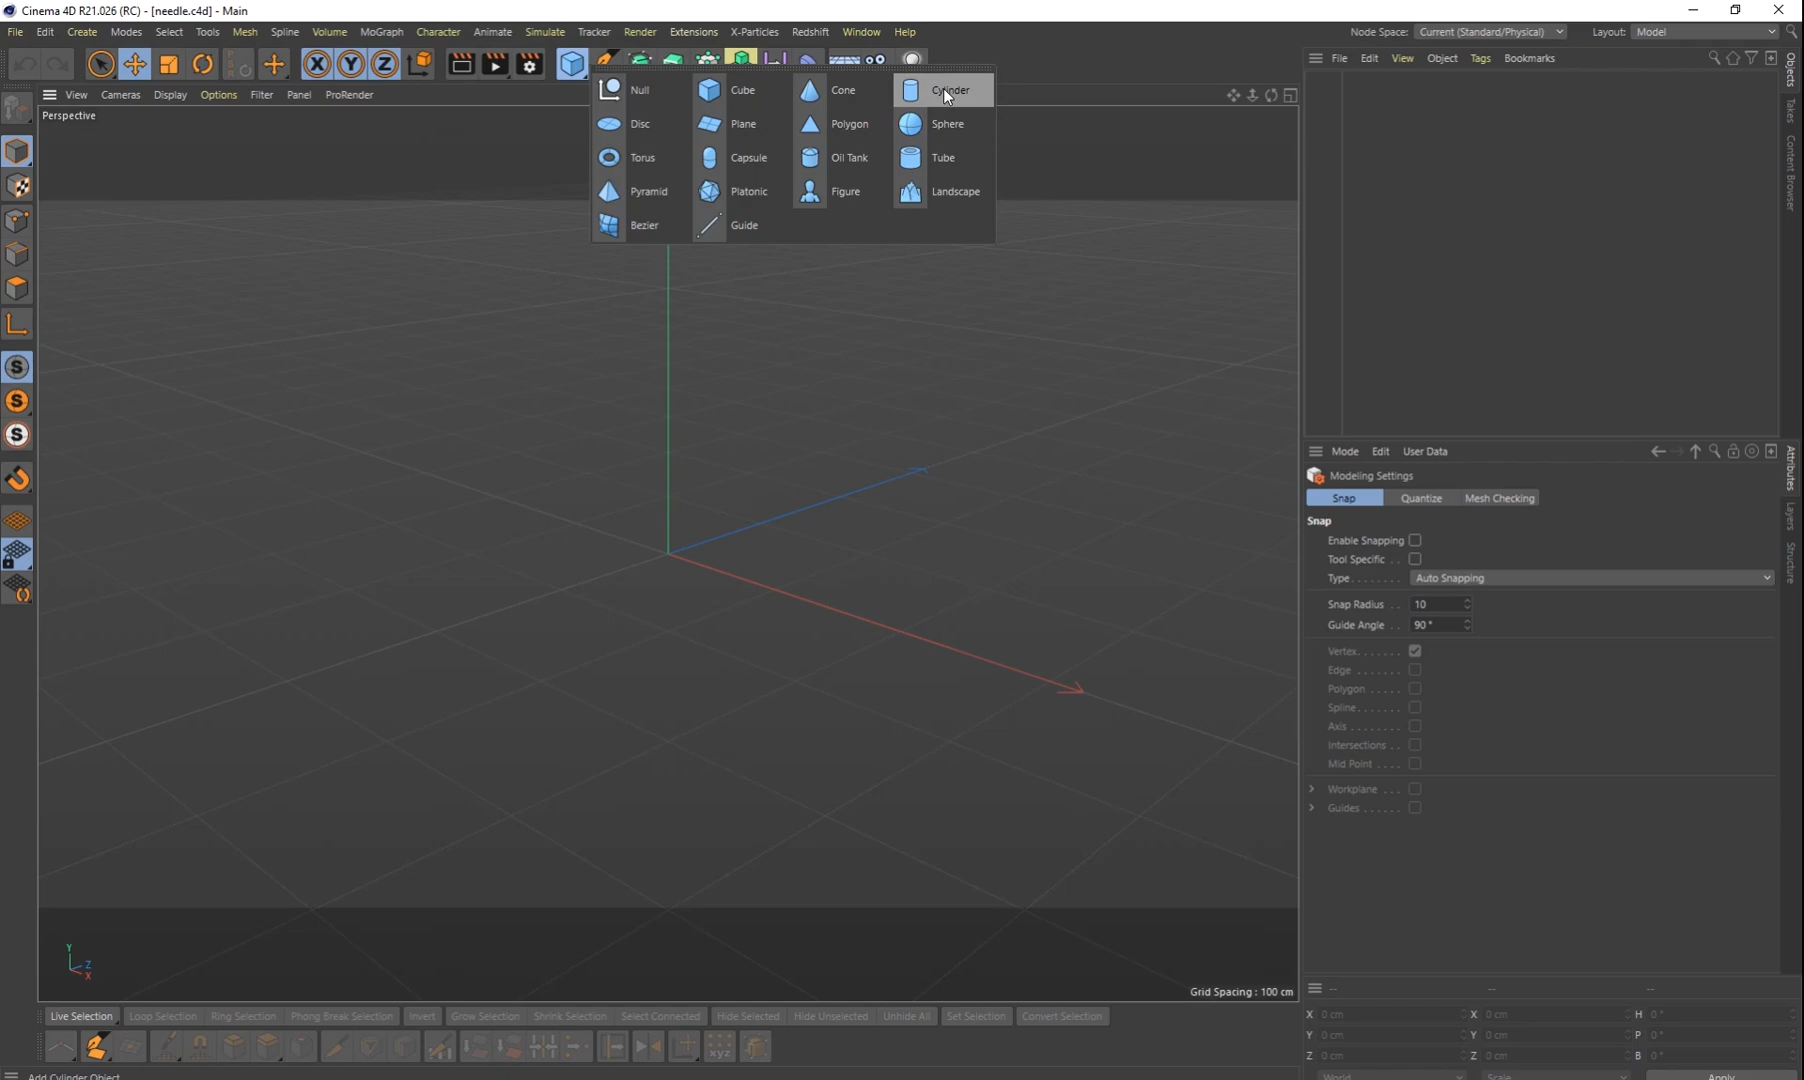 Cinema 4D R21.026 (RC) - [needle.c4d] - Main
File Edit Create Modes Select Tools Mesh Spline Volume MoGraph Character Animate Simulate Tracker Render Extensions X-Particles Redshift Window Help Node Space: Current (Standard/Physical) Layout: Model
X Y Z
File Edit View Object Tags Bookmarks
View Cameras Display Options Filter Panel ProRender
Perspective
Null Cube Cone Cylinder
Disc Plane Polygon Sphere
Torus Capsule Oil Tank Tube
Pyramid Platonic Figure Landscape
Bezier Guide
Objects
Takes
Content Browser
S
S
S
Mode Edit User Data
Modeling Settings
Snap Quantize Mesh Checking
Snap
Enable Snapping
Tool Specific . .
Type . . . . . . . . Auto Snapping
Snap Radius . . 10
Guide Angle . . . 90 °
Vertex . . . . . . .
Edge . . . . . . . .
Polygon . . . . .
Spline . . . . . . .
Axis . . . . . . . . .
Intersections . .
Mid Point . . . .
Workplane . . .
Guides . . . . . .
Attributes
Layers
Structure
Y
Z
X
Grid Spacing : 100 cm
Live Selection Loop Selection Ring Selection Phong Break Selection Invert Grow Selection Shrink Selection Select Connected Hide Selected Hide Unselected Unhide All Set Selection Convert Selection
-- -- --
X 0 cm X 0 cm H 0 °
Y 0 cm Y 0 cm P 0 °
Z 0 cm Z 0 cm B 0 °
xyz
World Scale Apply
Add Cylinder Object